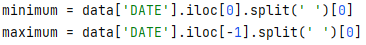 minimum = data['DATE'].iloc[0].split(' ')[0]
maximum = data['DATE'].iloc[-1].split(' ')[0]